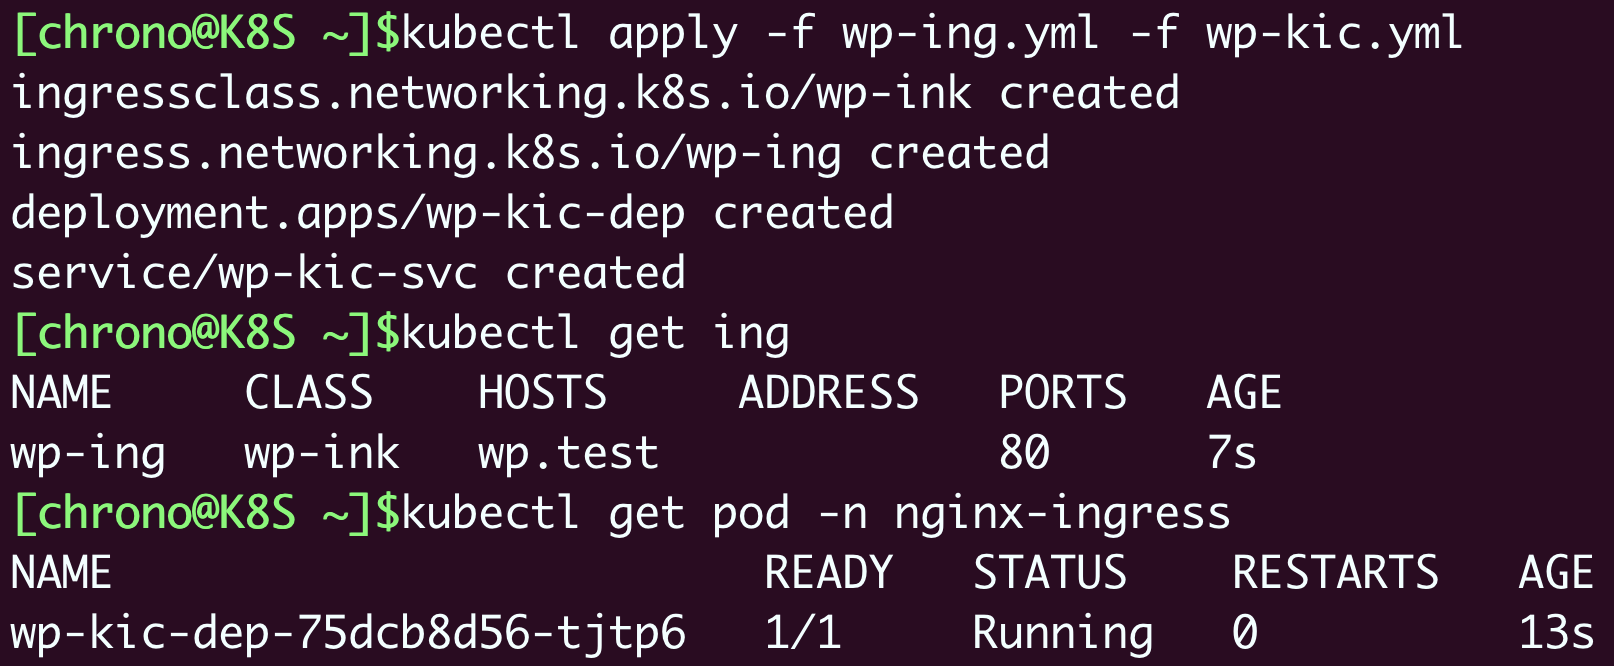 [chrono@K8S ~]$kubectl apply -f wp-ing.yml -f wp-kic.yml
ingressclass.networking.k8s.io/wp-ink created
ingress.networking.k8s.io/wp-ing created
deployment.apps/wp-kic-dep created
service/wp-kic-svc created
[chrono@K8S ~]$kubectl get ing
NAME     CLASS    HOSTS     ADDRESS   PORTS   AGE
wp-ing   wp-ink   wp.test             80      7s
[chrono@K8S ~]$kubectl get pod -n nginx-ingress
NAME                         READY   STATUS    RESTARTS   AGE
wp-kic-dep-75dcb8d56-tjtp6   1/1     Running   0          13s